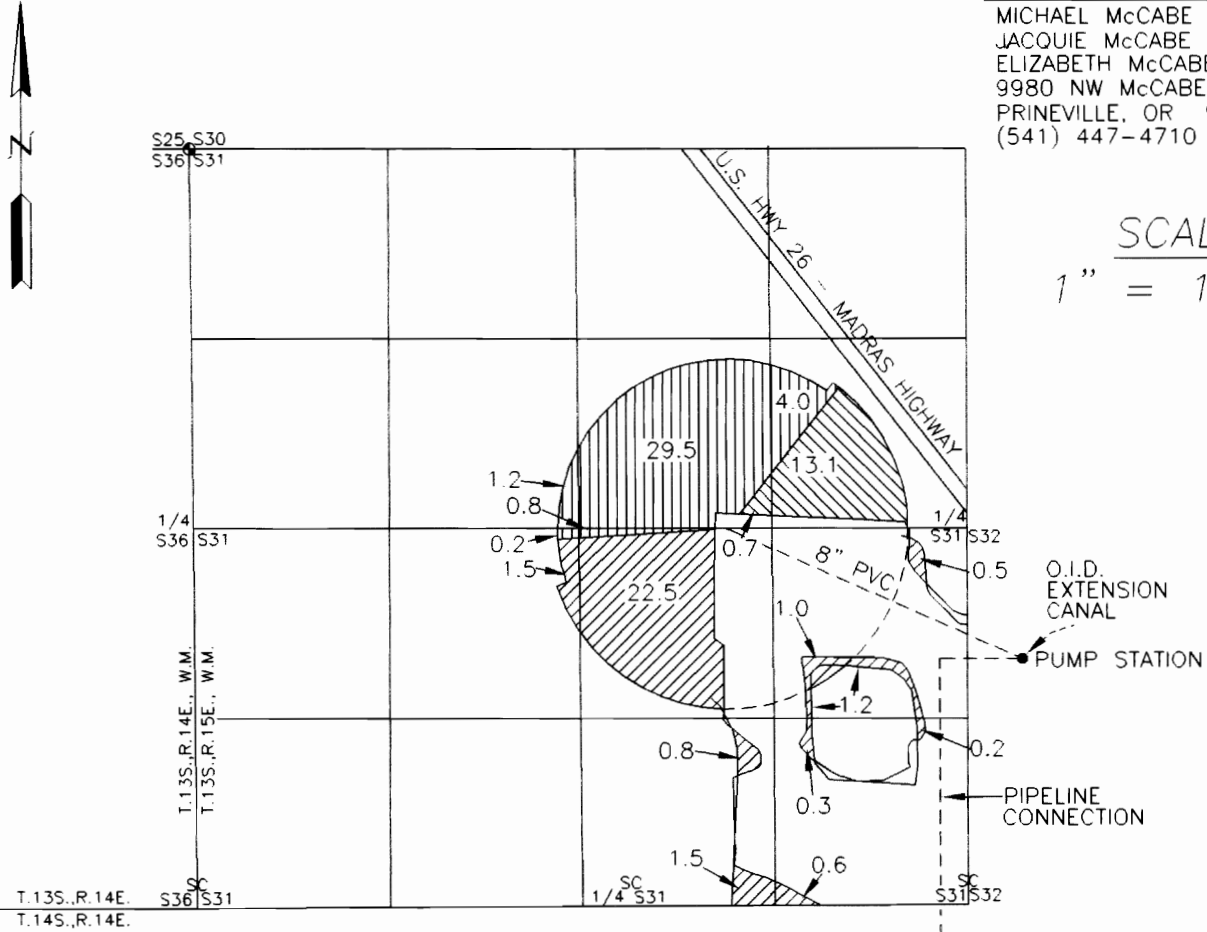 MICHAEL McCABE
JACQUIE McCABE
ELIZABETH McCABE
9980 NW McCABE
PRINEVILLE, OR
(541) 447-4710
N
S25 S30
S36 S31
U.S. HWY 26 - MADRAS HIGHWAY
SCAL
1" = 1
4.0
29.5
13.1
1.2
0.8
1/4
S36 S31
1/4
S31 S32
0.2
0.7
8" PVC
0.5
1.5
22.5
O.I.D.
EXTENSION
CANAL
1.0
PUMP STATION
1.2
T.13S.,R.14E., W.M.
T.13S.,R.15E., W.M.
0.8
0.2
0.3
PIPELINE
CONNECTION
1.5
0.6
SC
S36 S31
SC
1/4 S31
SC
S31 S32
T.13S.,R.14E.
T.14S.,R.14E.